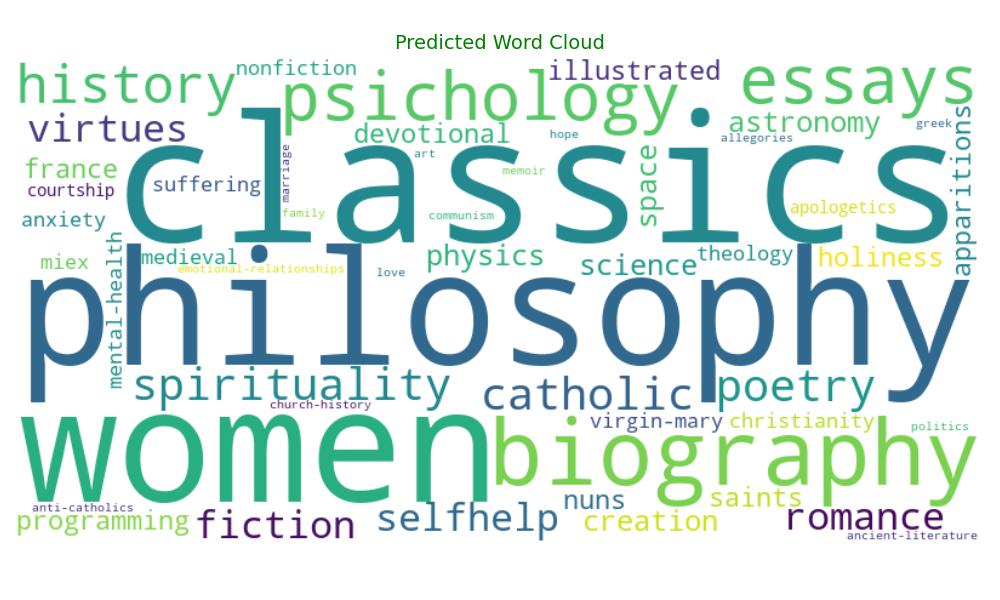 Predicted Word Cloud
history
nonfiction
psichology
illustrated
essays
virtues
devotional
hope
astronomy
greek
allegories
classics
art
france
courtship
suffering
marriage
memoir
space
apparitions
anxiety
family
communism
apologetics
miex
mental-health
medieval
emotional-relationships
love
physics
science
theology
holiness
philosophy
spirituality
catholic
poetry
church-history
women
virgin-mary
christianity
politics
biography
anti-catholics
programming
fiction
selfhelp
nuns
creation
saints
romance
ancient-literature